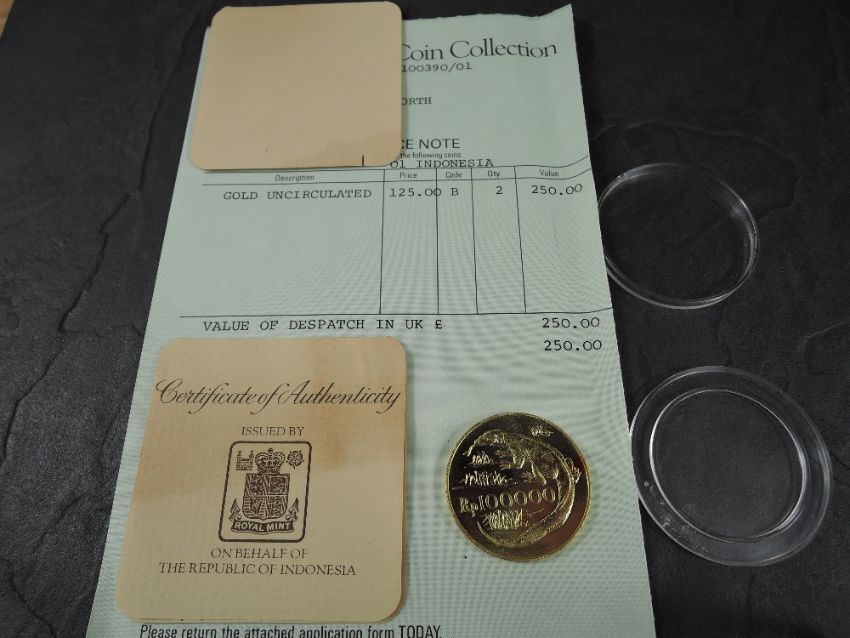 Coin Collection
100390/01
ORTH
CE NOTE
the following coins
01 INDONESIA
Description Price Code Qty. Value
GOLD UNCIRCULATED 125.00 B 2 250.00
VALUE OF DESPATCH IN UK £ 250.00
250.00
Certificate of Authenticity
ISSUED BY
ROYAL MINT
ON BEHALF OF
THE REPUBLIC OF INDONESIA
Rp100000
Please return the attached application form TODAY.